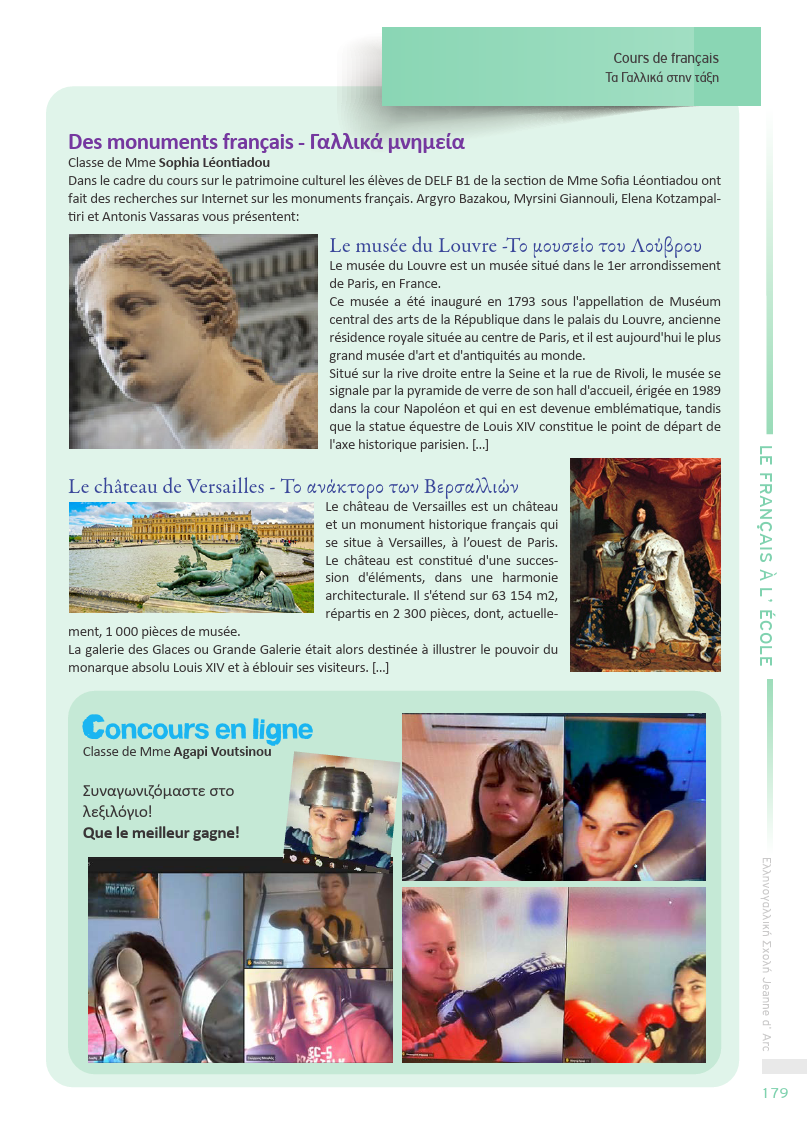 Cours de français
Τα Γαλλικά στην τάξη
Des monuments français - Γαλλικά μνημεία
Classe de Mme Sophia Léontiadou
Dans le cadre du cours sur le patrimoine culturel les élèves de DELF B1 de la section de Mme Sofia Léontiadou ont
fait des recherches sur Internet sur les monuments français. Argyro Bazakou, Myrsini Giannouli, Elena Kotzampal-
tiri et Antonis Vassaras vous présentent:
Le musée du Louvre -Το μουσείο του Λούβρου
Le musée du Louvre est un musée situé dans le 1er arrondissement
de Paris, en France.
Ce musée a été inauguré en 1793 sous l'appellation de Muséum
central des arts de la République dans le palais du Louvre, ancienne
résidence royale située au centre de Paris, et il est aujourd'hui le plus
grand musée d'art et d'antiquités au monde.
Situé sur la rive droite entre la Seine et la rue de Rivoli, le musée se
signale par la pyramide de verre de son hall d'accueil, érigée en 1989
dans la cour Napoléon et qui en est devenue emblématique, tandis
que la statue équestre de Louis XIV constitue le point de départ de
l'axe historique parisien. [...]
Le château de Versailles - Το ανάκτορο των Βερσαλλιών
Le château de Versailles est un château
et un monument historique français qui
se situe à Versailles, à l’ouest de Paris.
Le château est constitué d'une succes-
sion d'éléments, dans une harmonie
architecturale. Il s'étend sur 63 154 m2,
répartis en 2 300 pièces, dont, actuelle-
ment, 1 000 pièces de musée.
La galerie des Glaces ou Grande Galerie était alors destinée à illustrer le pouvoir du
monarque absolu Louis XIV et à éblouir ses visiteurs. [...]
Concours en ligne
Classe de Mme Agapi Voutsinou
Συναγωνιζόμαστε στο
λεξιλόγιο!
Que le meilleur gagne!
KING KONG
LE FRANÇAIS À L' ÉCOLE
Ελληνογαλλική Σχολή Jeanne d' Arc
179